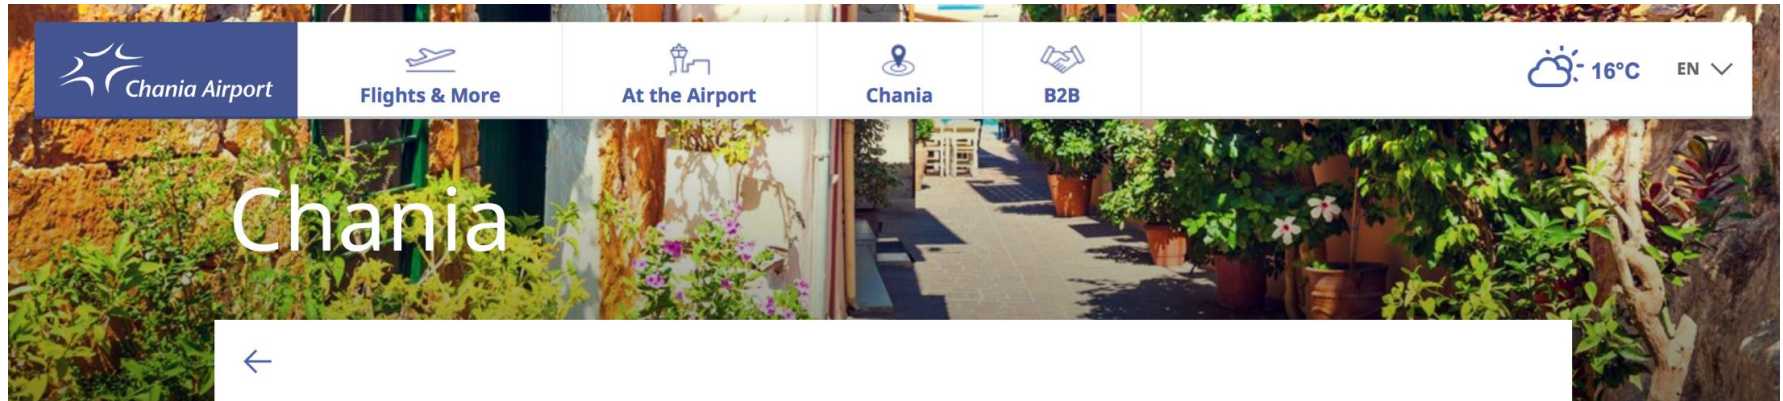 Chania Airport
Flights & More
At the Airport
Chania
B2B
16°C
EN
Chania